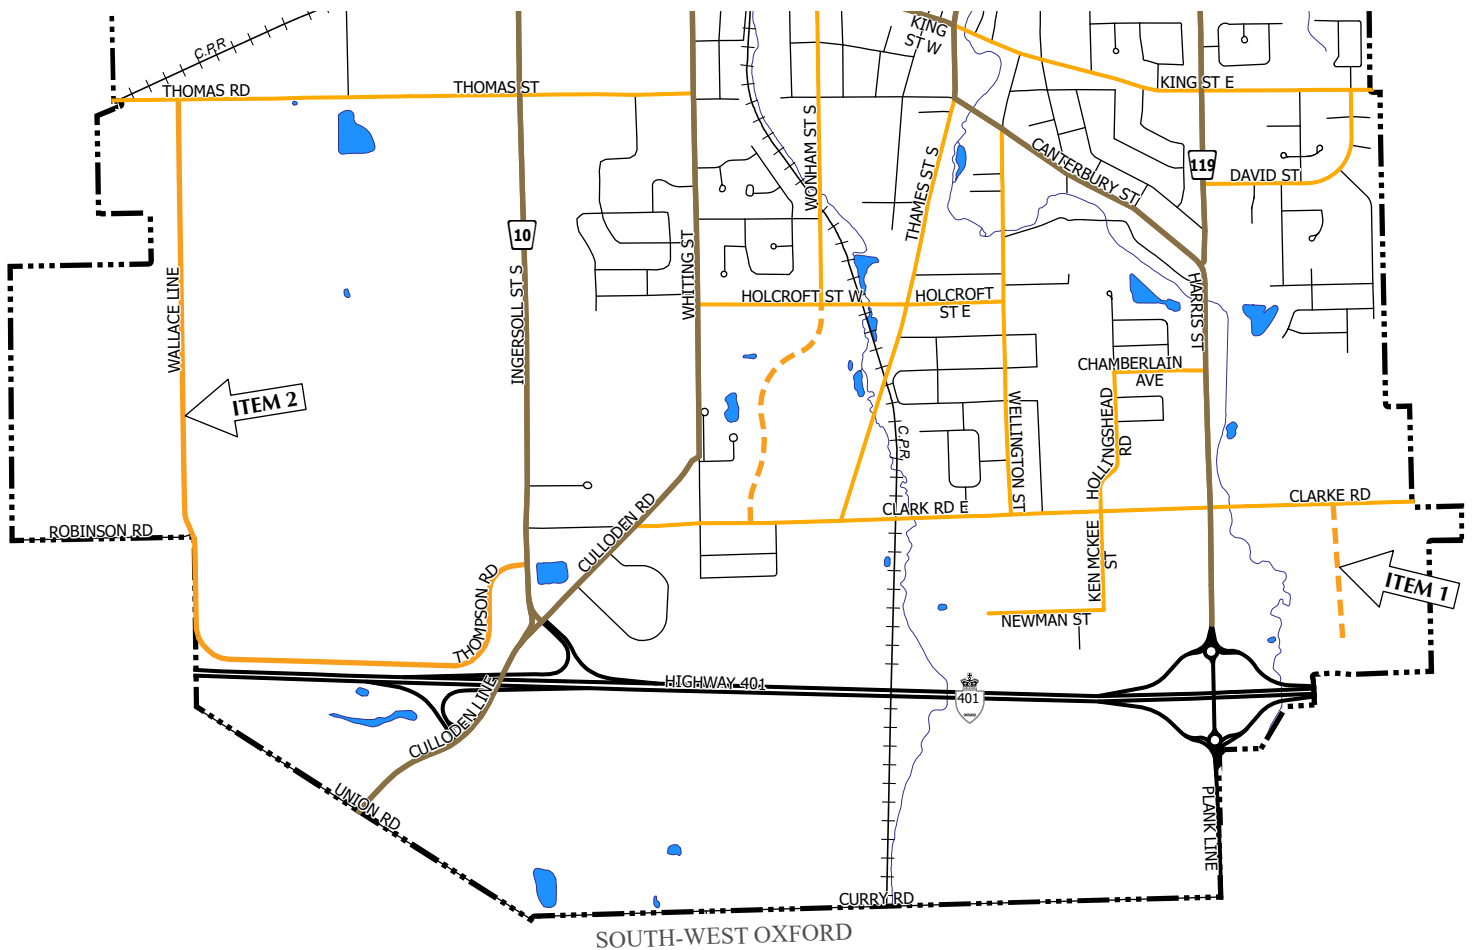 KING
ST W
C.P.R
THOMAS RD
THOMAS ST
KING ST E
WONHAM ST S
THAMES ST S
CANTERBURY ST
119
DAVID ST
10
WHITING ST
INGERSOLL ST S
WALLACE LINE
HOLCROFT ST W
HOLCROFT
ST E
HARRIS ST
CHAMBERLAIN
AVE
ITEM 2
WELLINGTON ST
HOLLINGSHEAD
RD
C.P.R
CLARKE RD
CLARK RD E
ROBINSON RD
CULLODEN RD
KEN MCKEE
ST
ITEM 1
THOMPSON RD
NEWMAN ST
HIGHWAY 401
401
ONTARIO
CULLODEN LINE
UNION RD
PLANK LINE
CURRY RD
SOUTH-WEST OXFORD